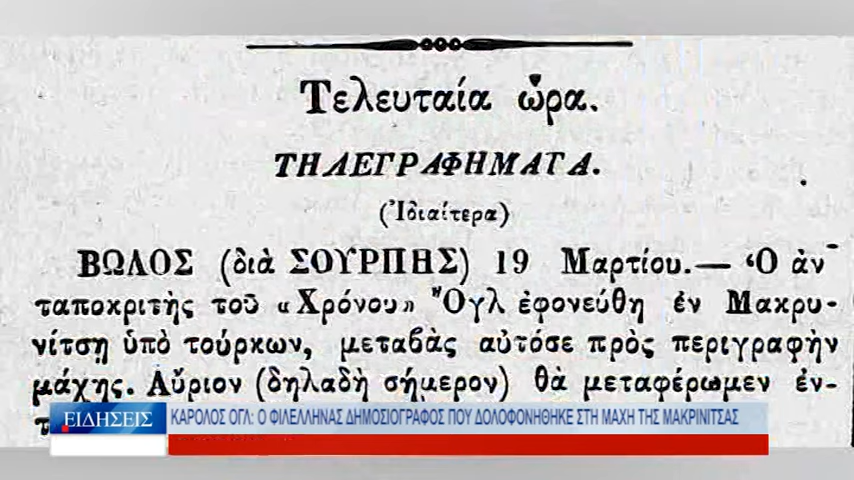 Τελευταία ὥρα.
ΤΗΛΕΓΡΑΦΗΜΑΤΑ.
(Ἰδιαίτερα)
ΒΩΛΟΣ (διὰ ΣΟΥΡΠΗΣ) 19 Μαρτίου.— Ὁ ἀν-
ταποκριτὴς τοῦ «Χρόνου» Ὂγλ ἐφονεύθη ἐν Μακρυ-
νίτσῃ ὑπὸ τούρκων, μεταβὰς αὐτόσε πρὸς περιγραφὴν
μάχης. Αὔριον (δηλαδὴ σήμερον) θὰ μεταφέρωμεν ἐν-
ΕΙΔΗΣΕΙΣ
ΚΑΡΟΛΟΣ ΟΓΛ: Ο ΦΙΛΕΛΛΗΝΑΣ ΔΗΜΟΣΙΟΓΡΑΦΟΣ ΠΟΥ ΔΟΛΟΦΟΝΗΘΗΚΕ ΣΤΗ ΜΑΧΗ ΤΗΣ ΜΑΚΡΙΝΙΤΣΑΣ